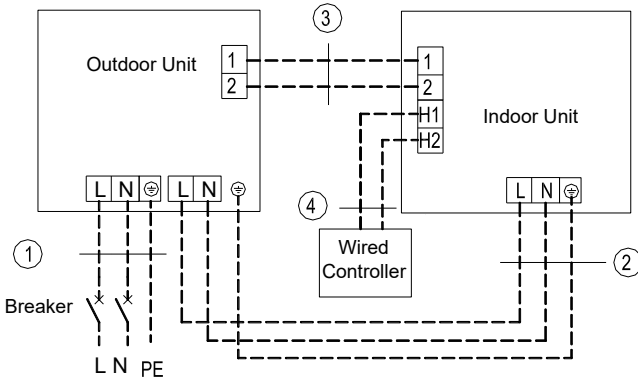 3
Outdoor Unit
1
2
1
2
H1
H2
Indoor Unit
L N
L N
L N
4
Wired
Controller
1
2
Breaker
L N PE